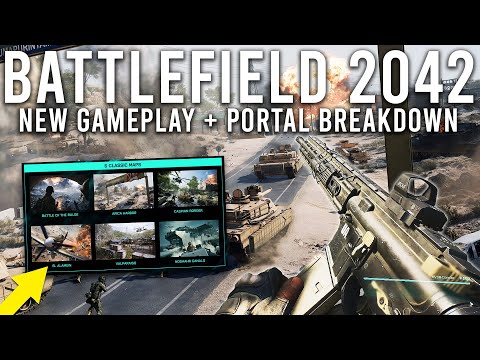 BATTLEFIELD 2042
NEW GAMEPLAY + PORTAL BREAKDOWN
6 CLASSIC MAPS
BATTLE OF THE BULGE
ARICA HARBOR
CASPIAN BORDER
EL ALAMEIN
VALPARAISO
NOSHAHR CANALS